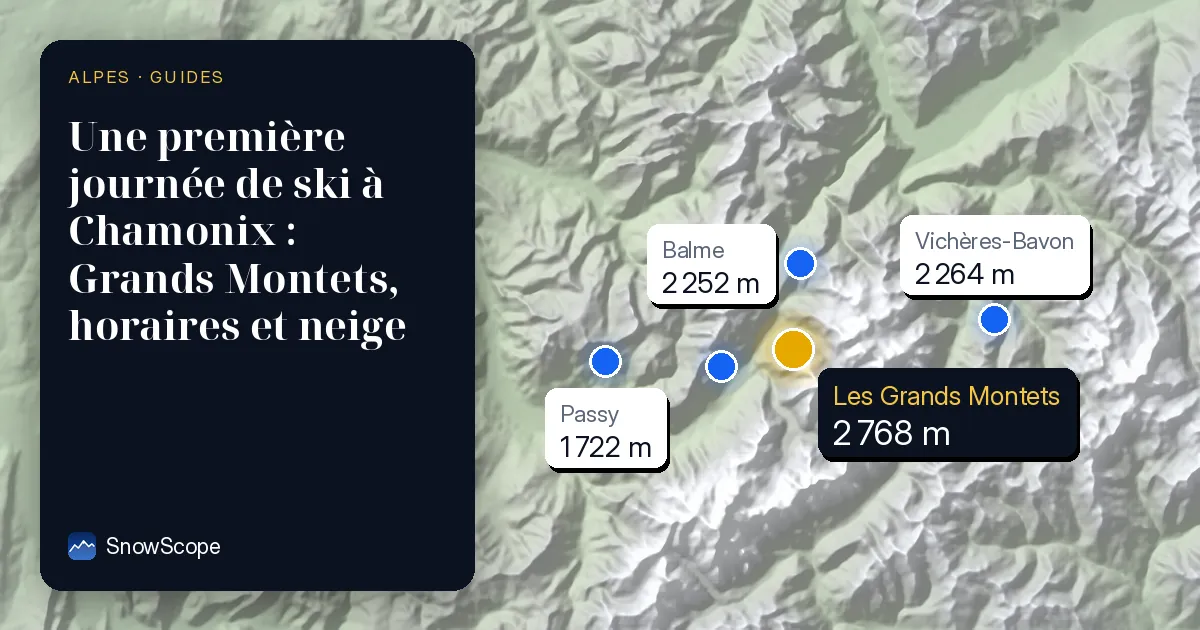 ALPES · GUIDES
Une première
journée de ski à
Chamonix :
Grands Montets,
horaires et neige
SnowScope
Balme
2 252 m
Vichères-Bavon
2 264 m
Passy
1 722 m
Les Grands Montets
2 768 m